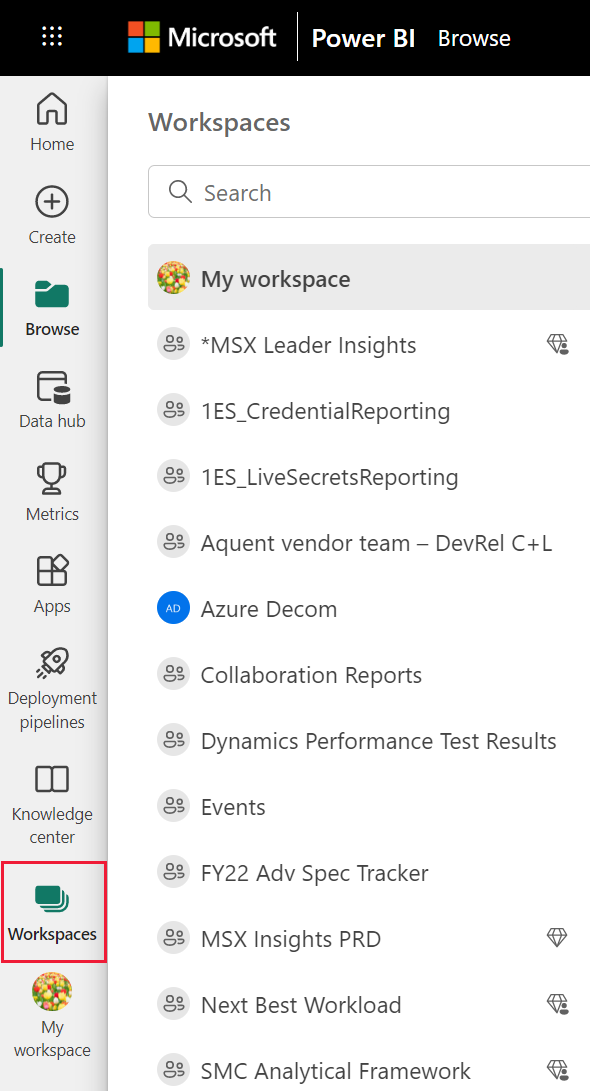 Microsoft Power BI Browse
Home
Create
Browse
Data hub
Metrics
Apps
Deployment
pipelines
Knowledge
center
Workspaces
My
workspace
Workspaces
Search
My workspace
*MSX Leader Insights
1ES_CredentialReporting
1ES_LiveSecretsReporting
Aquent vendor team – DevRel C+L
AD Azure Decom
Collaboration Reports
Dynamics Performance Test Results
Events
FY22 Adv Spec Tracker
MSX Insights PRD
Next Best Workload
SMC Analytical Framework